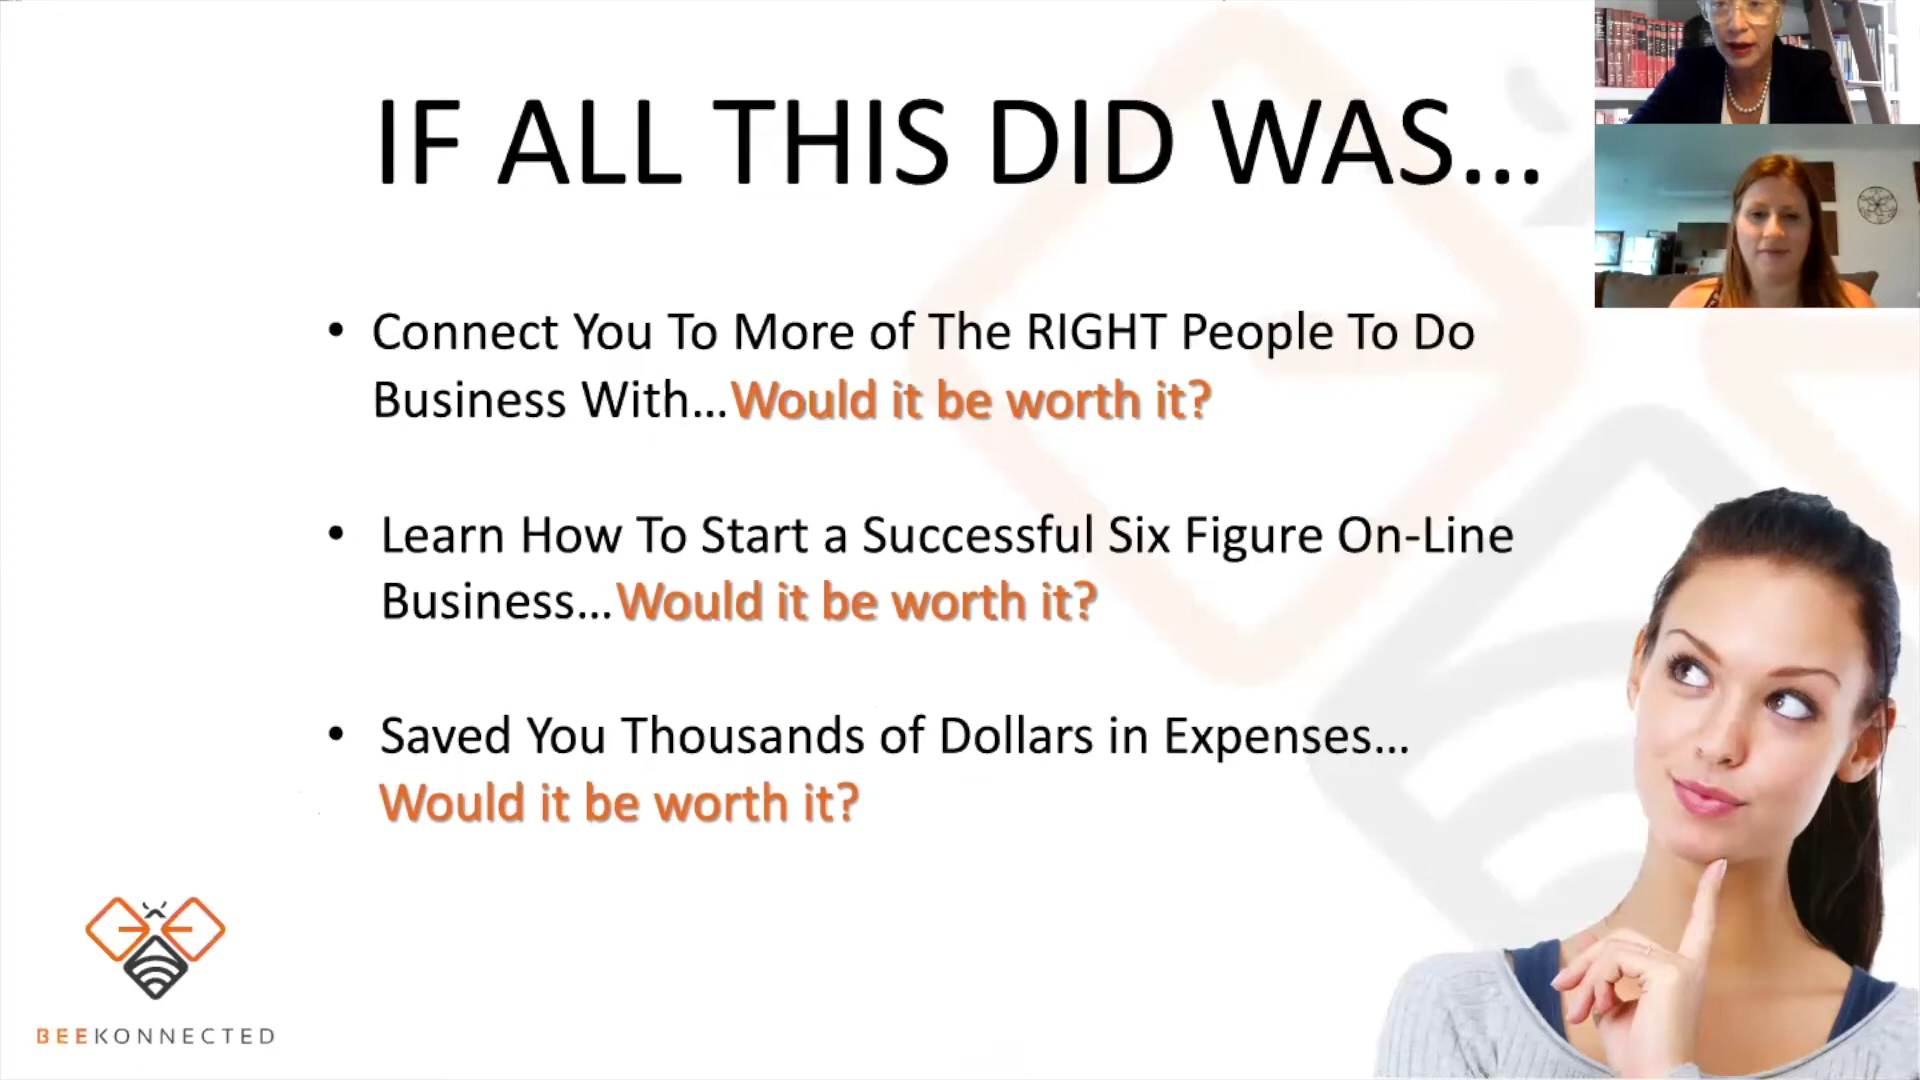 IF ALL THIS DID WAS...
• Connect You To More of The RIGHT People To Do
Business With...Would it be worth it?
• Learn How To Start a Successful Six Figure On-Line
Business...Would it be worth it?
• Saved You Thousands of Dollars in Expenses...
Would it be worth it?
BEEKONNECTED